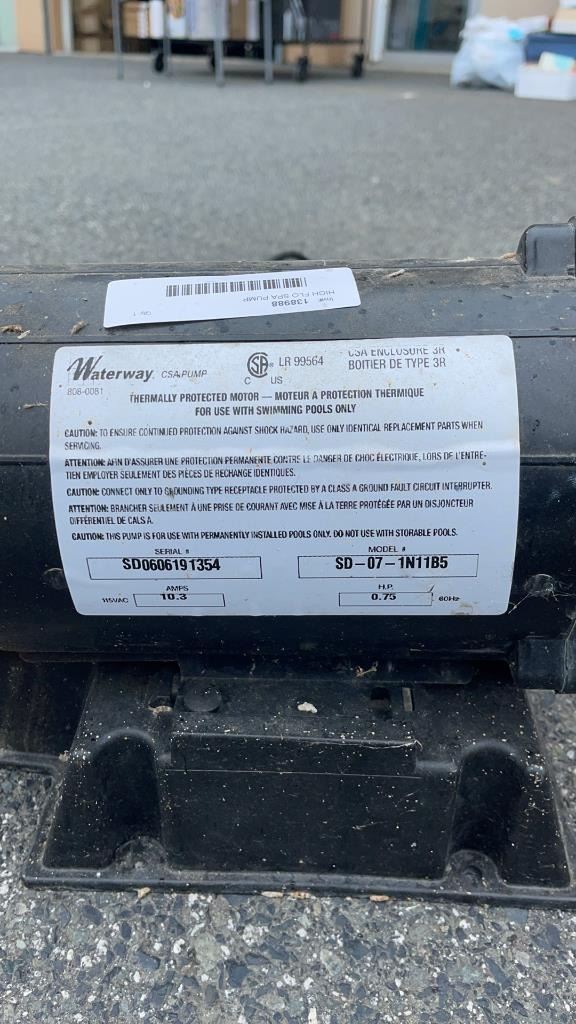 Inv#:
138988
HIGH FLO SPA PUMP
Qty 1
Waterway CSA PUMP
808-0081
CSA®
C US
LR 99564
CSA ENCLOSURE 3R
BOITIER DE TYPE 3R
THERMALLY PROTECTED MOTOR — MOTEUR A PROTECTION THERMIQUE
FOR USE WITH SWIMMING POOLS ONLY
CAUTION: TO ENSURE CONTINUED PROTECTION AGAINST SHOCK HAZARD, USE ONLY IDENTICAL REPLACEMENT PARTS WHEN
SERVICING.
ATTENTION: AFIN D'ASSURER UNE PROTECTION PERMANENTE CONTRE LE DANGER DE CHOC ÉLECTRIQUE, LORS DE L'ENTRE-
TIEN EMPLOYER SEULEMENT DES PIÈCES DE RECHANGE IDENTIQUES.
CAUTION: CONNECT ONLY TO GROUNDING TYPE RECEPTACLE PROTECTED BY A CLASS A GROUND FAULT CIRCUIT INTERRUPTER.
ATTENTION: BRANCHER SEULEMENT À UNE PRISE DE COURANT AVEC MISE À LA TERRE PROTÉGÉE PAR UN DISJONCTEUR
DIFFÉRENTIEL DE CALS A.
CAUTION: THIS PUMP IS FOR USE WITH PERMANENTLY INSTALLED POOLS ONLY. DO NOT USE WITH STORABLE POOLS.
SERIAL #
SD0606191354
MODEL #
SD-07-1N11B5
AMPS
115VAC 10.3
H.P.
0.75 60Hz